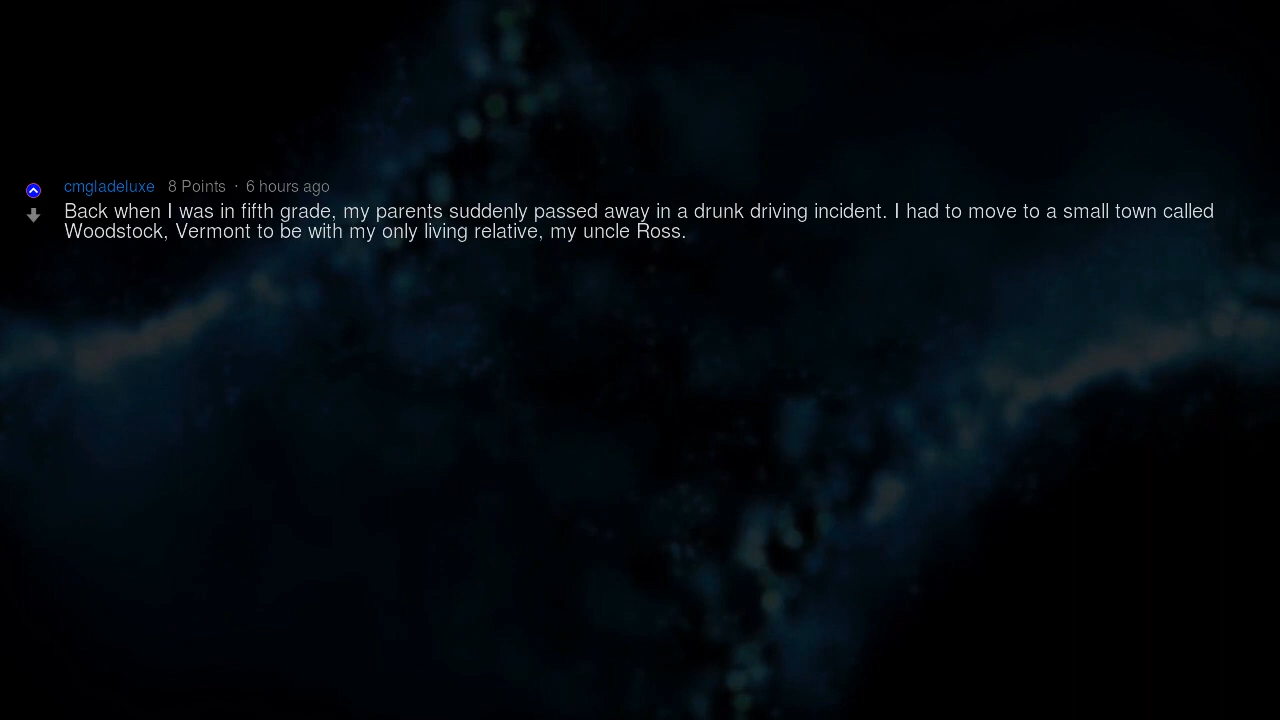 cmgladeluxe 8 Points · 6 hours ago
Back when I was in fifth grade, my parents suddenly passed away in a drunk driving incident. I had to move to a small town called
Woodstock, Vermont to be with my only living relative, my uncle Ross.